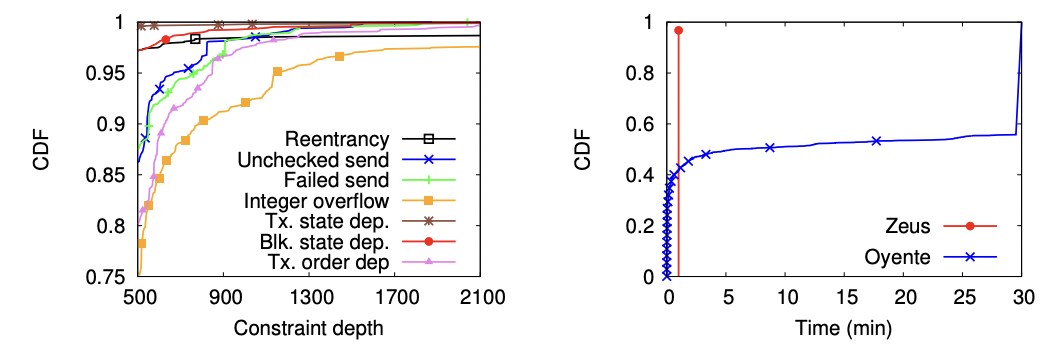 1
0.95
0.9
0.85
0.8
0.75
CDF
500
900
1300
1700
2100
Constraint depth
Reentrancy
Unchecked send
Failed send
Integer overflow
Tx. state dep.
Blk. state dep.
Tx. order dep
1
0.8
0.6
0.4
0.2
0
CDF
0
5
10
15
20
25
30
Time (min)
Zeus
Oyente